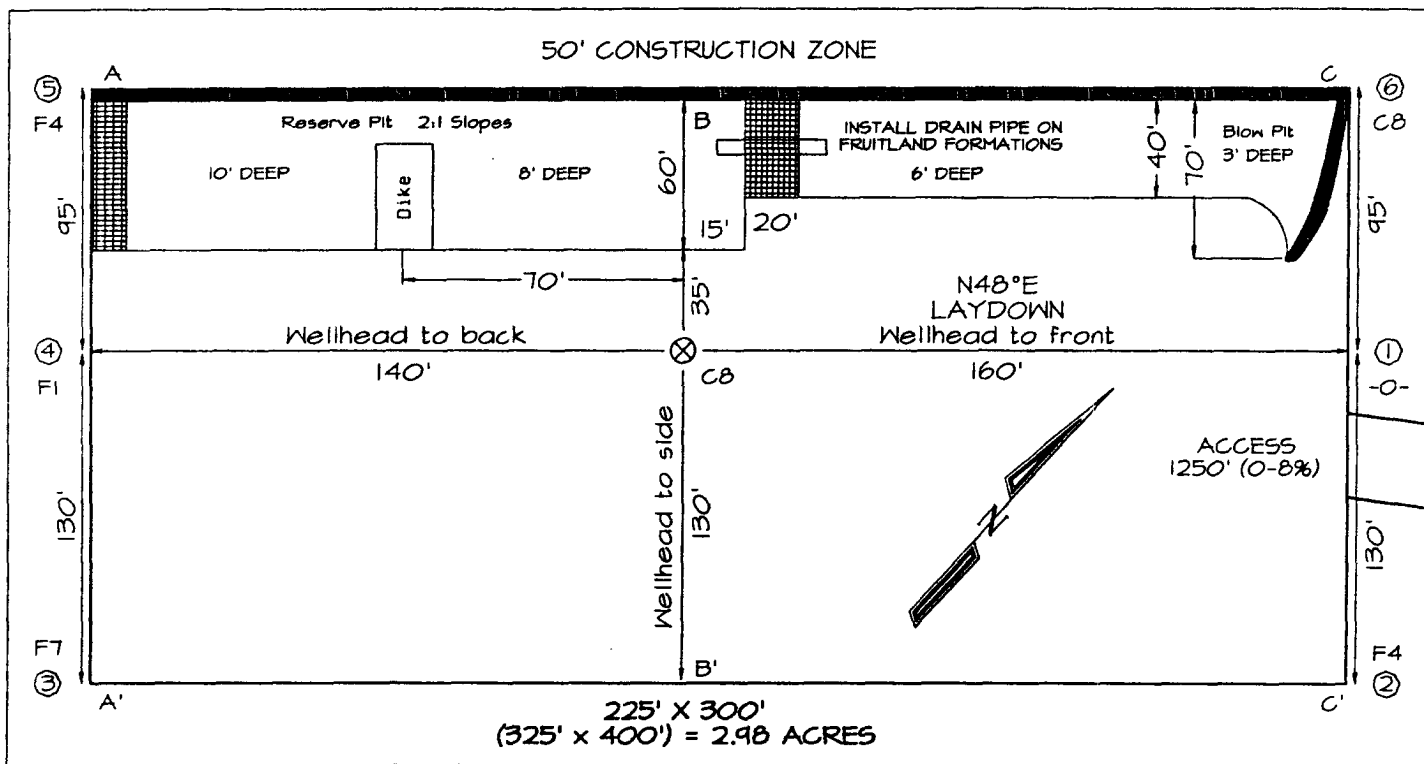 50' CONSTRUCTION ZONE
A
C
5
6
F4
C8
Reserve Pit 2:1 Slopes
B
INSTALL DRAIN PIPE ON
FRUITLAND FORMATIONS
Blow Pit
3' DEEP
10' DEEP
8' DEEP
6' DEEP
Dike
60'
40'
70'
95'
95'
15'
20'
70'
35'
N48°E
LAYDOWN
Wellhead to back
Wellhead to front
4
1
140'
C8
160'
F1
-0-
Wellhead to side
ACCESS
1250' (0-8%)
N
130'
130'
130'
F7
F4
3
B'
2
A'
C'
225' X 300'
(325' x 400') = 2.98 ACRES